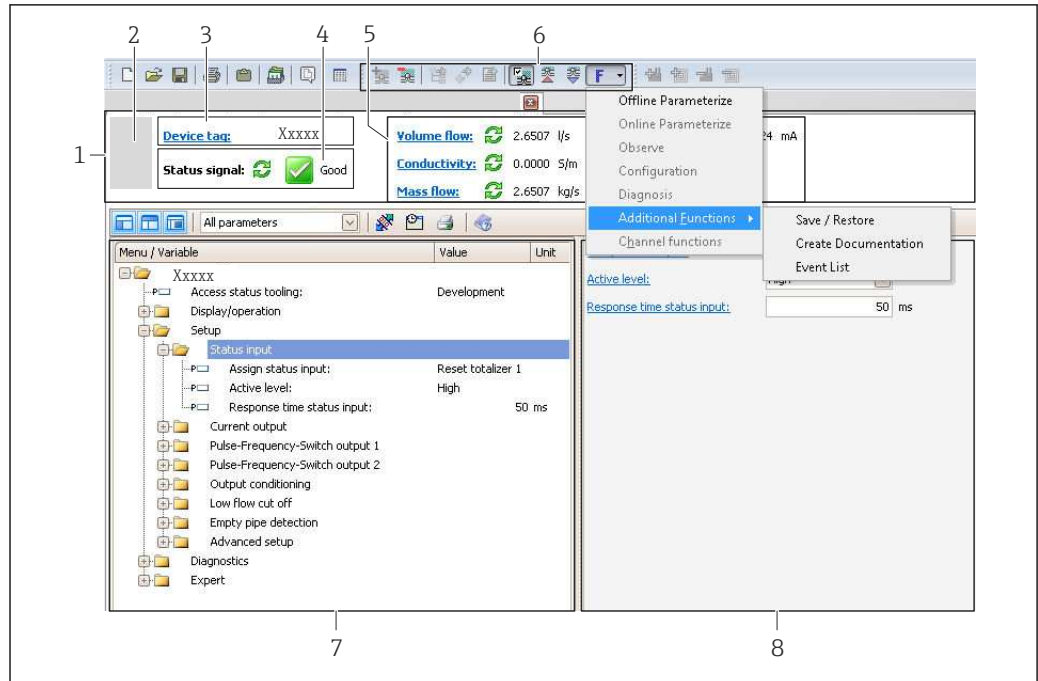 2 3 4 5 6
F
Offline Parameterize
Online Parameterize
Observe
Configuration
Diagnosis
Additional Functions
Channel functions
Save / Restore
Create Documentation
Event List
1
Device tag: Xxxxx
Status signal: Good
Volume flow: 2.6507 l/s
Conductivity: 0.0000 S/m
Mass flow: 2.6507 kg/s
24 mA
All parameters
Menu / Variable Value Unit
Xxxxx
Access status tooling: Development
Display/operation
Setup
Status input
Assign status input: Reset totalizer 1
Active level: High
Response time status input: 50 ms
Current output
Pulse-Frequency-Switch output 1
Pulse-Frequency-Switch output 2
Output conditioning
Low flow cut off
Empty pipe detection
Advanced setup
Diagnostics
Expert
Active level: High
Response time status input: 50 ms
7 8